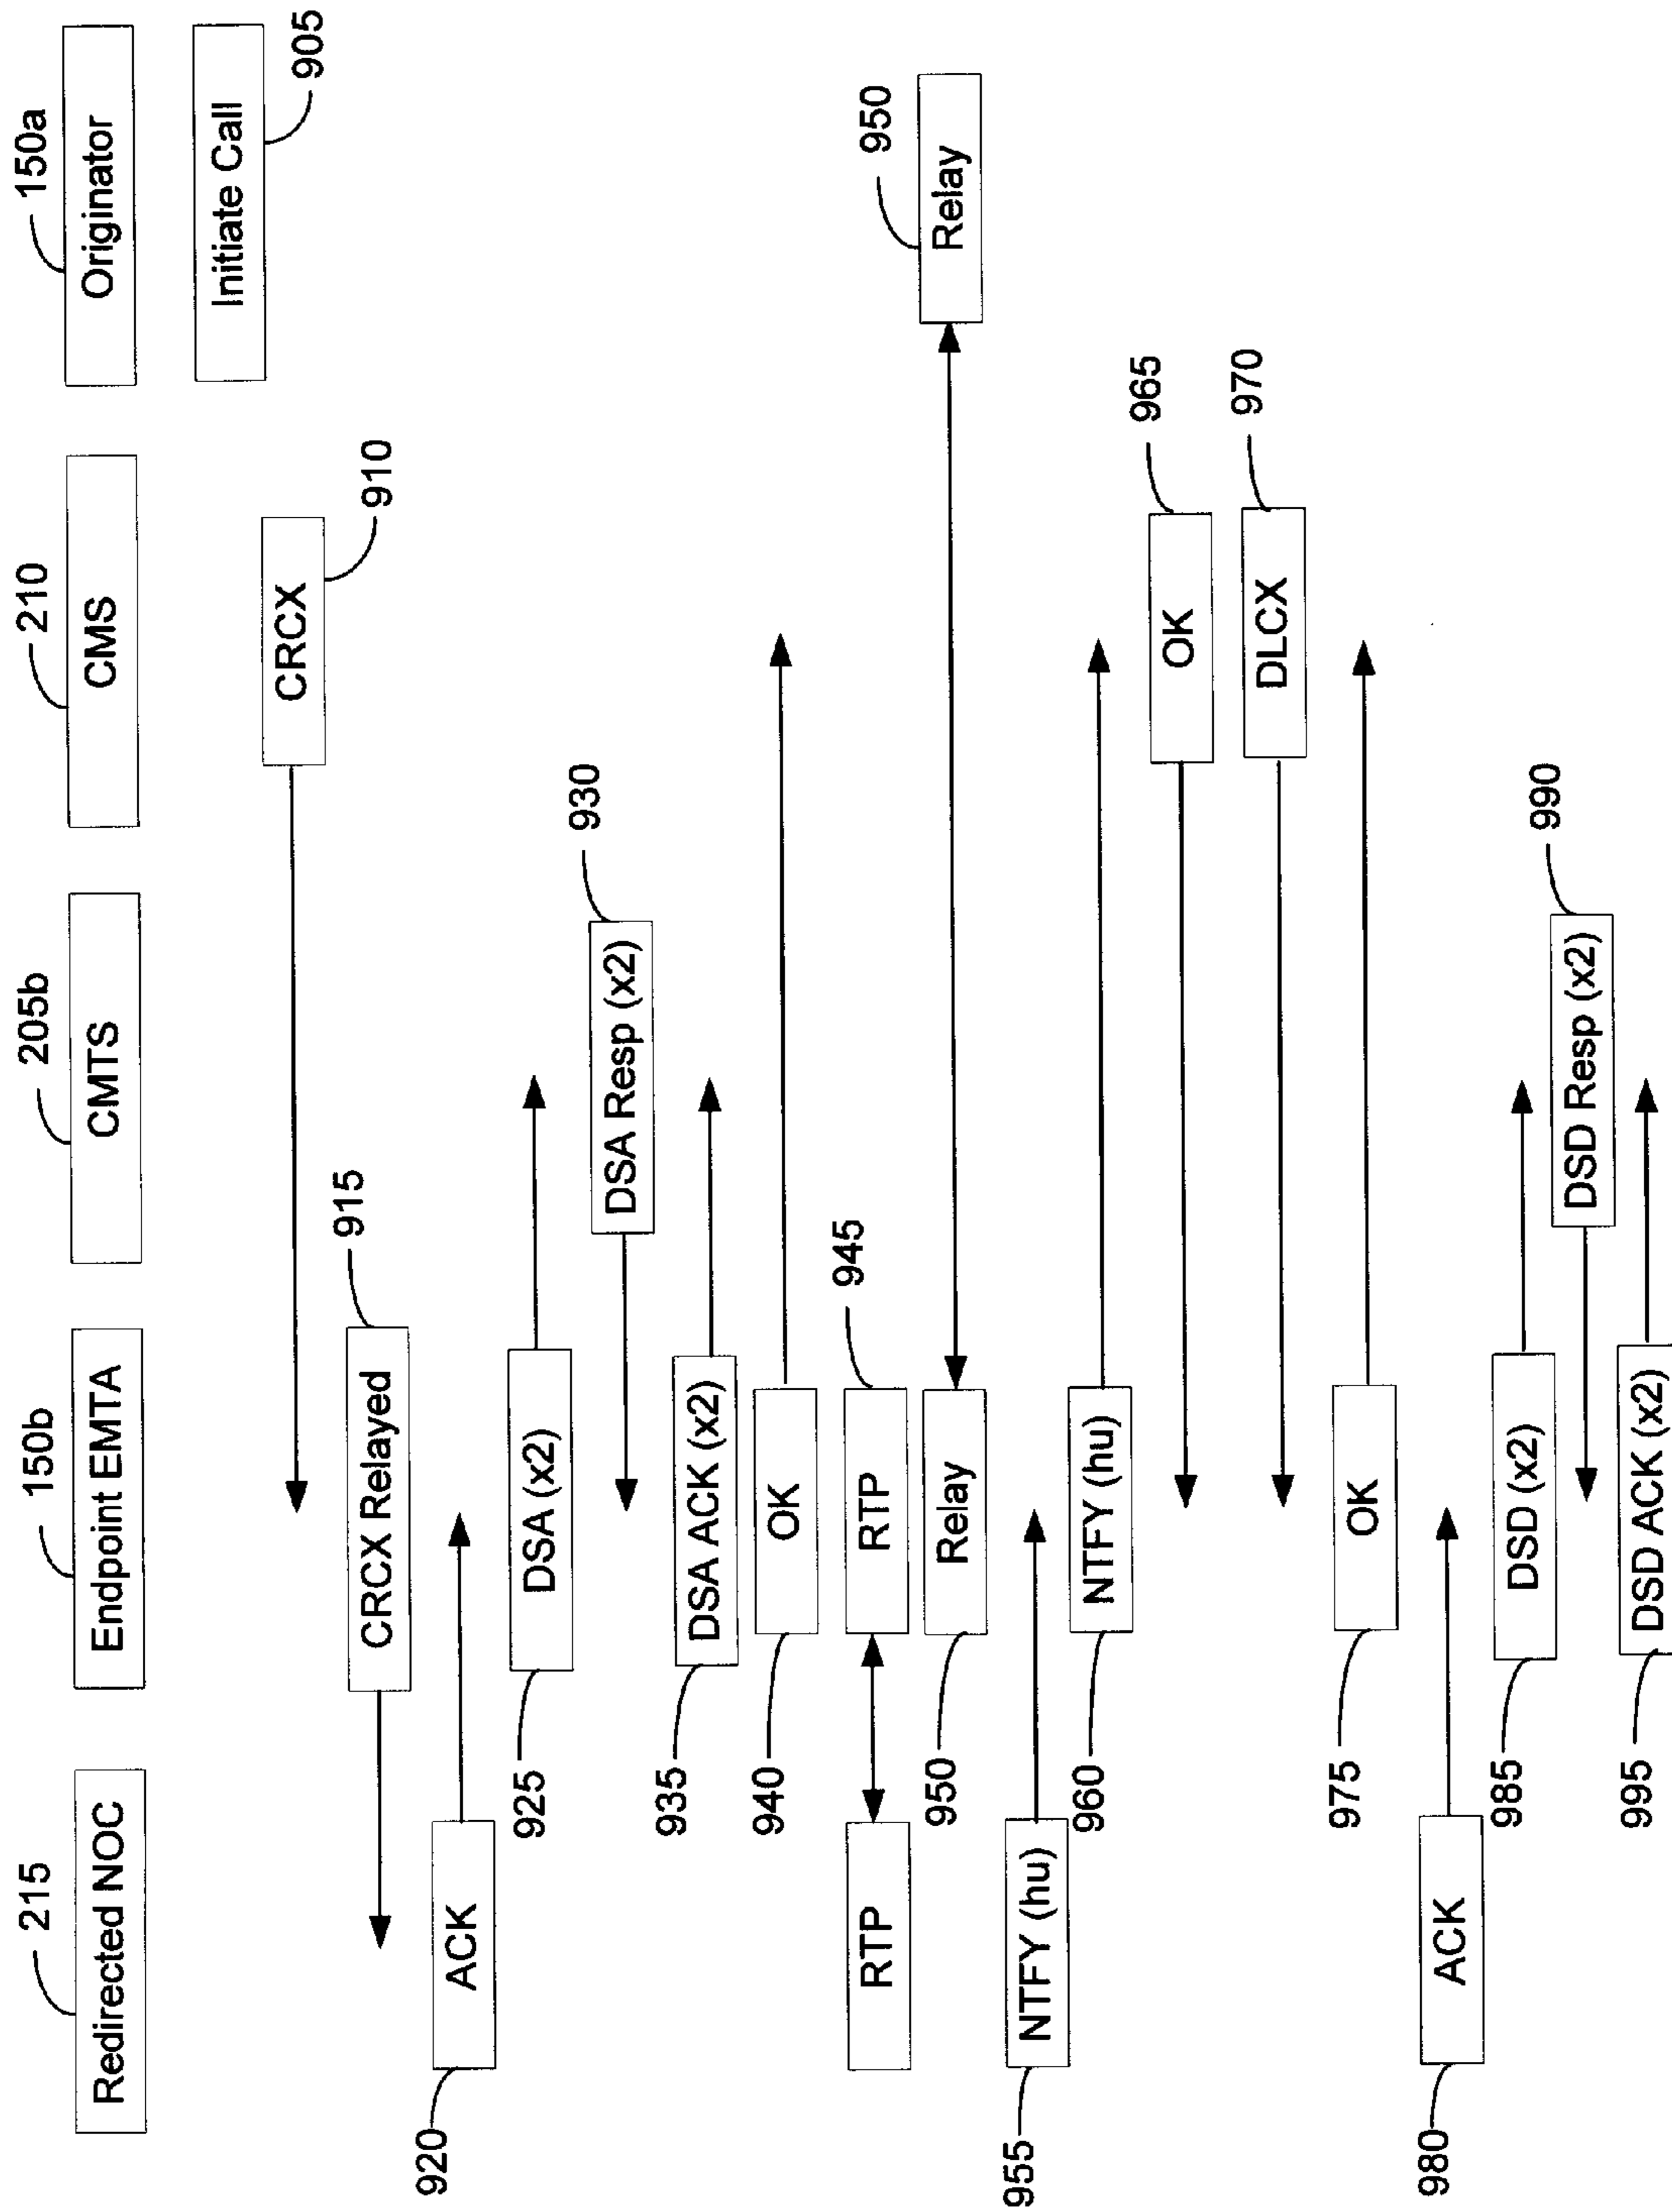 215
150b
205b
210
150a
Redirected NOC
Endpoint EMTA
CMTS
CMS
Originator
Initiate Call
905
CRCX
910
915
CRCX Relayed
920
ACK
925
DSA (x2)
930
DSA Resp (x2)
935
DSA ACK (x2)
940
OK
945
RTP
RTP
950
Relay
950
Relay
955
NTFY (hu)
960
NTFY (hu)
965
OK
970
DLCX
975
OK
980
ACK
985
DSD (x2)
990
DSD Resp (x2)
995
DSD ACK (x2)